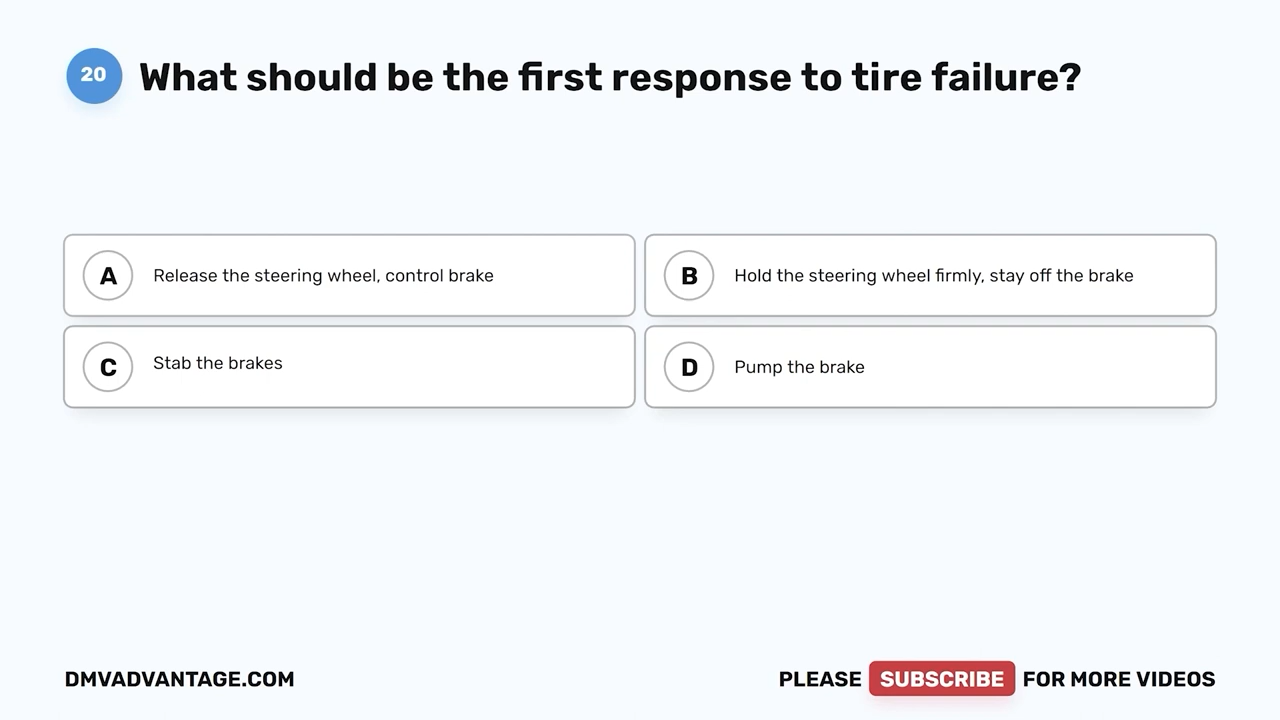 20 What should be the first response to tire failure?
A Release the steering wheel, control brake
B Hold the steering wheel firmly, stay off the brake
C Stab the brakes
D Pump the brake
DMVADVANTAGE.COM
PLEASE SUBSCRIBE FOR MORE VIDEOS